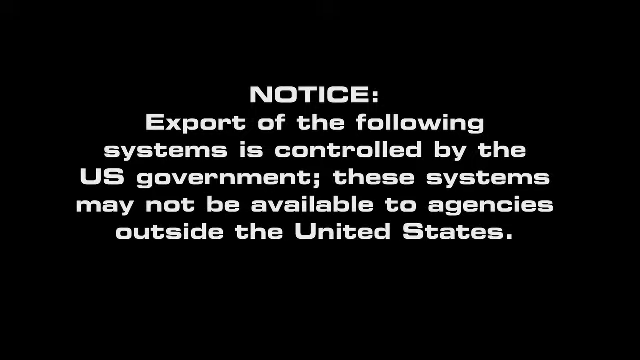 NOTICE:
Export of the following
systems is controlled by the
US government; these systems
may not be available to agencies
outside the United States.